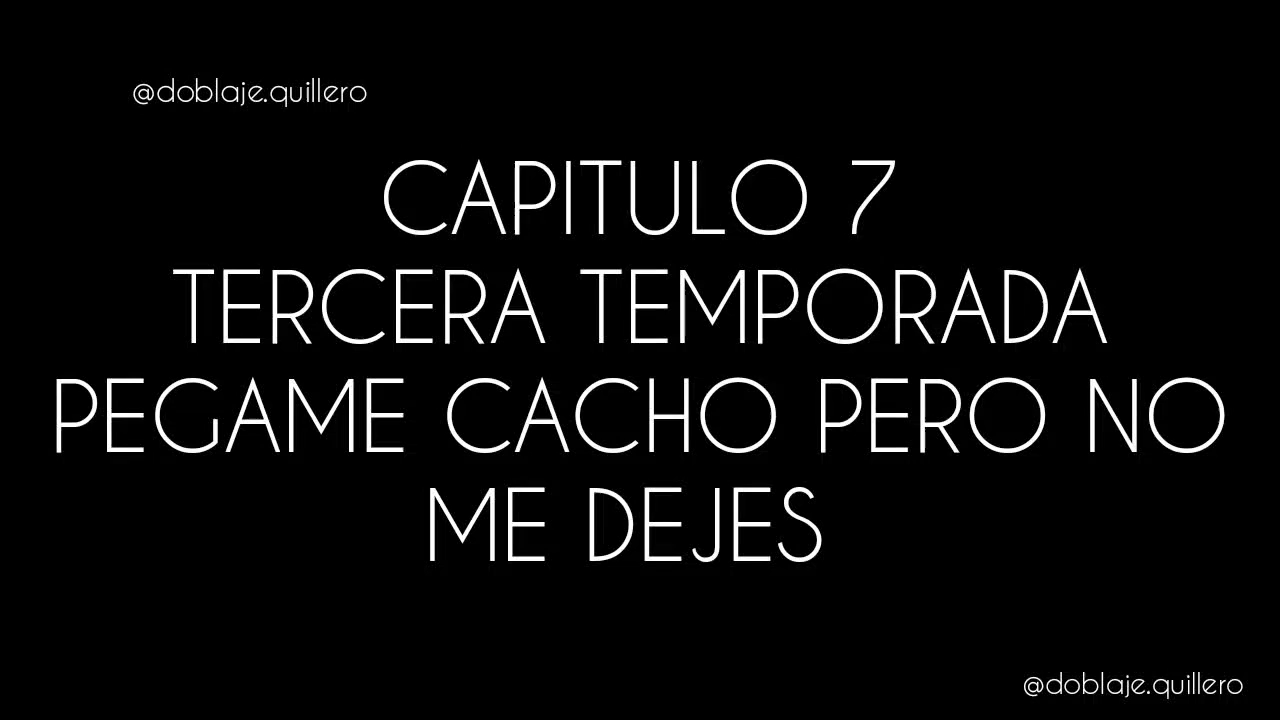 @doblaje.quillero
CAPITULO 7
TERCERA TEMPORADA
PEGAME CACHO PERO NO
ME DEJES
@doblaje.quillero